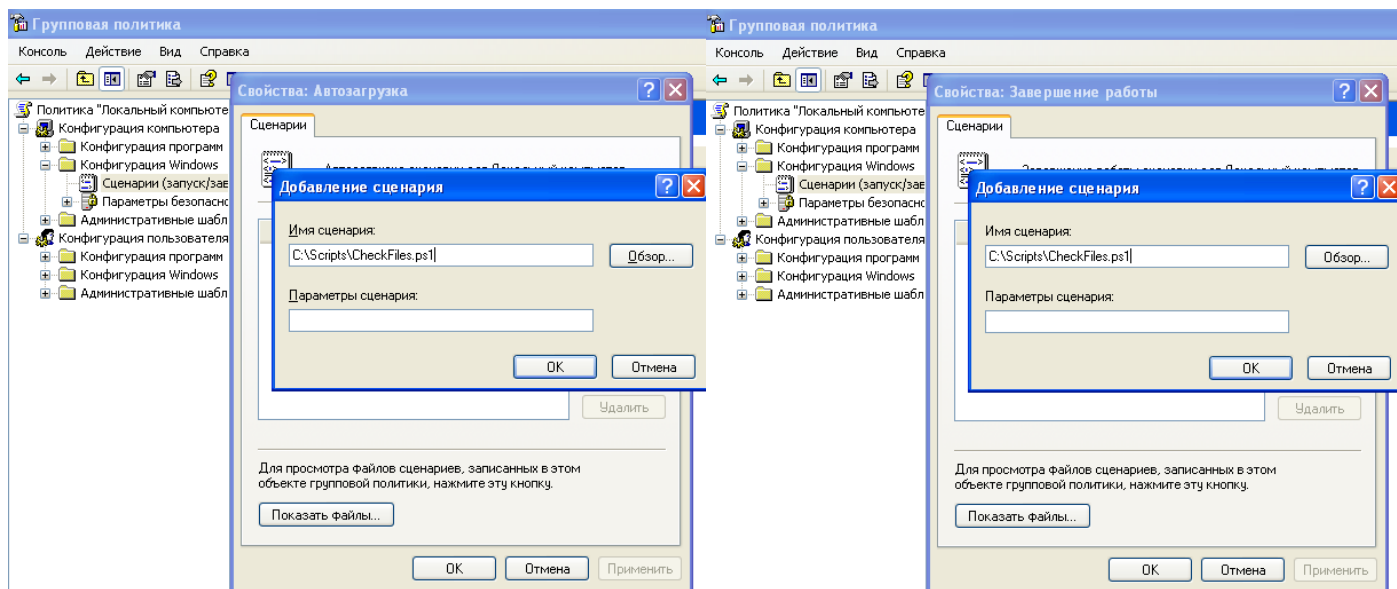 Групповая политика
Консоль Действие Вид Справка
Политика "Локальный компьюте
Конфигурация компьютера
Конфигурация программ
Конфигурация Windows
Сценарии (запуск/зав
Параметры безопасно
Административные шабл
Конфигурация пользователя
Конфигурация программ
Конфигурация Windows
Административные шабл
Свойства: Автозагрузка
Сценарии
Добавление сценария
Имя сценария:
C:\Scripts\CheckFiles.ps1
Обзор...
Параметры сценария:
OK
Отмена
Удалить
Для просмотра файлов сценариев, записанных в этом
объекте групповой политики, нажмите эту кнопку.
Показать файлы...
OK
Отмена
Применить
Групповая политика
Консоль Действие Вид Справка
Политика "Локальный компьюте
Конфигурация компьютера
Конфигурация программ
Конфигурация Windows
Сценарии (запуск/зав
Параметры безопасно
Административные шабл
Конфигурация пользователя
Конфигурация программ
Конфигурация Windows
Административные шабл
Свойства: Завершение работы
Сценарии
Добавление сценария
Имя сценария:
C:\Scripts\CheckFiles.ps1
Обзор...
Параметры сценария:
OK
Отмена
Удалить
Для просмотра файлов сценариев, записанных в этом
объекте групповой политики, нажмите эту кнопку.
Показать файлы...
OK
Отмена
Применить